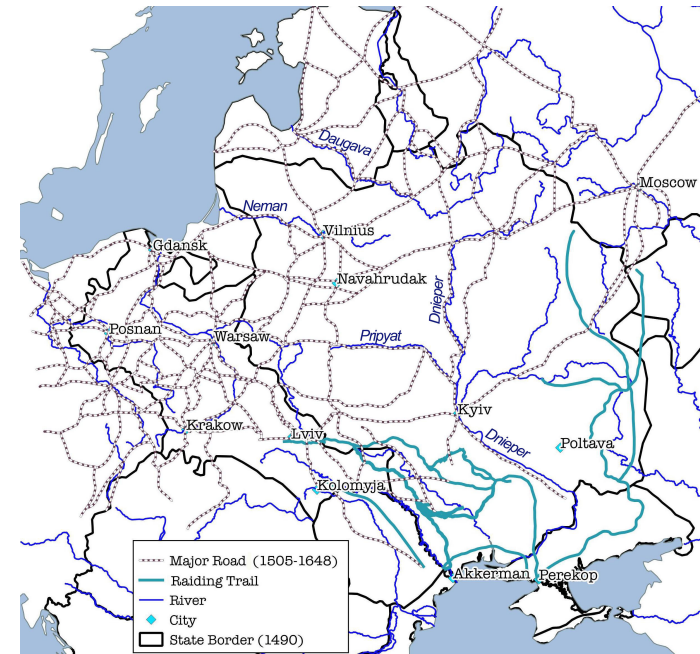 Daugava
Moscow
Neman
Vilnius
Gdansk
Navahrudak
Dnieper
Posnan
Warsaw
Pripyat
Kyiv
Krakow
Lviv
Dnieper
Poltava
Kolomyja
Akkerman
Perekop
Major Road (1505-1648)
Raiding Trail
River
City
State Border (1490)